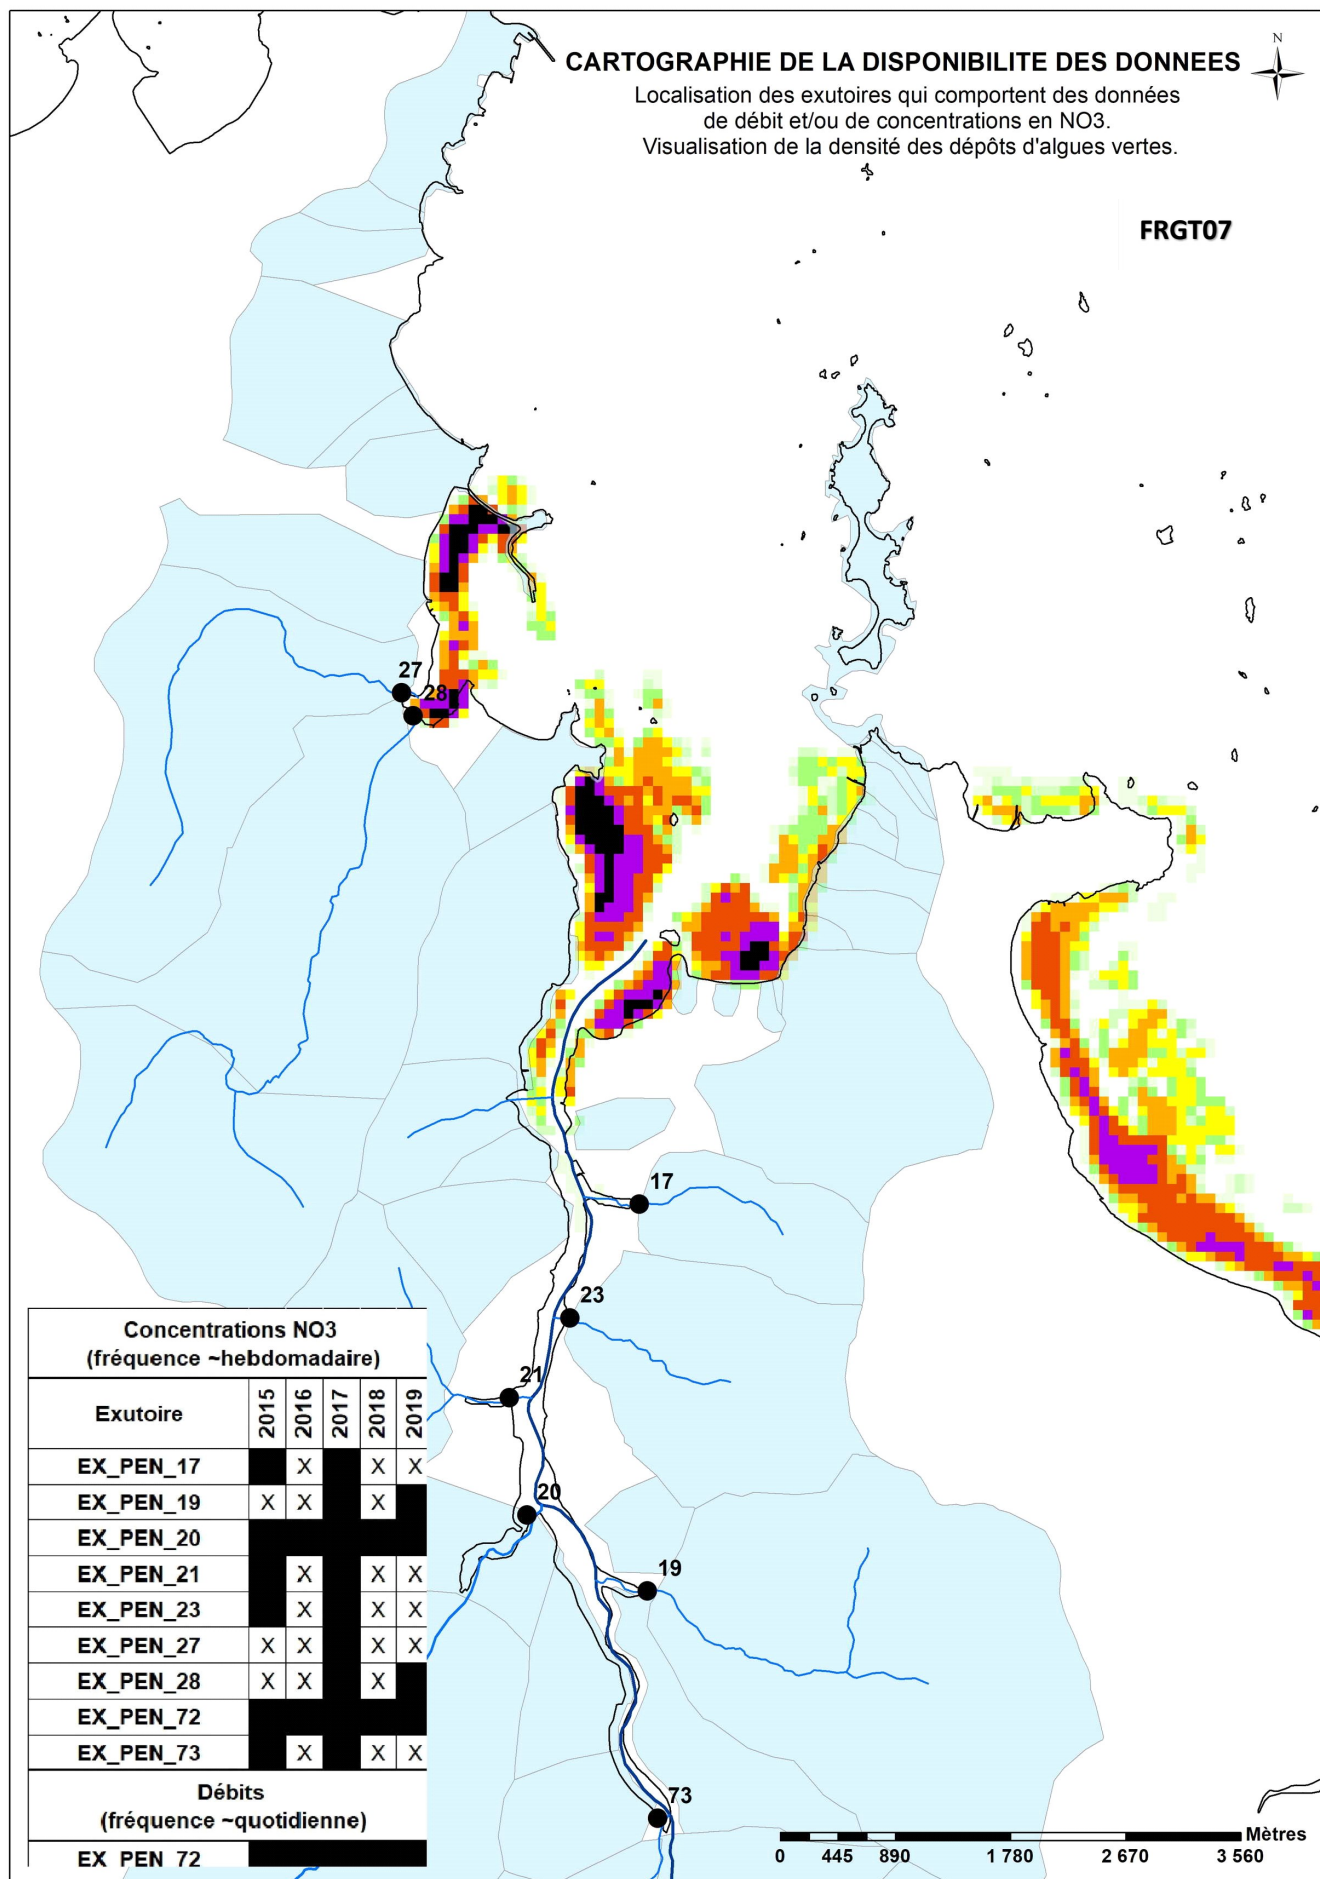 N
CARTOGRAPHIE DE LA DISPONIBILITE DES DONNEES
Localisation des exutoires qui comportent des données
de débit et/ou de concentrations en NO3.
Visualisation de la densité des dépôts d'algues vertes.
FRGT07
27
28
17
23
21
20
19
73
Concentrations NO3
(fréquence ~hebdomadaire)
Exutoire 2015 2016 2017 2018 2019
EX_PEN_17 X X X
EX_PEN_19 X X X
EX_PEN_20
EX_PEN_21 X X X
EX_PEN_23 X X X
EX_PEN_27 X X X X
EX_PEN_28 X X X
EX_PEN_72
EX_PEN_73 X X X
Débits
(fréquence ~quotidienne)
EX PEN 72
Mètres
0 445 890 1 780 2 670 3 560